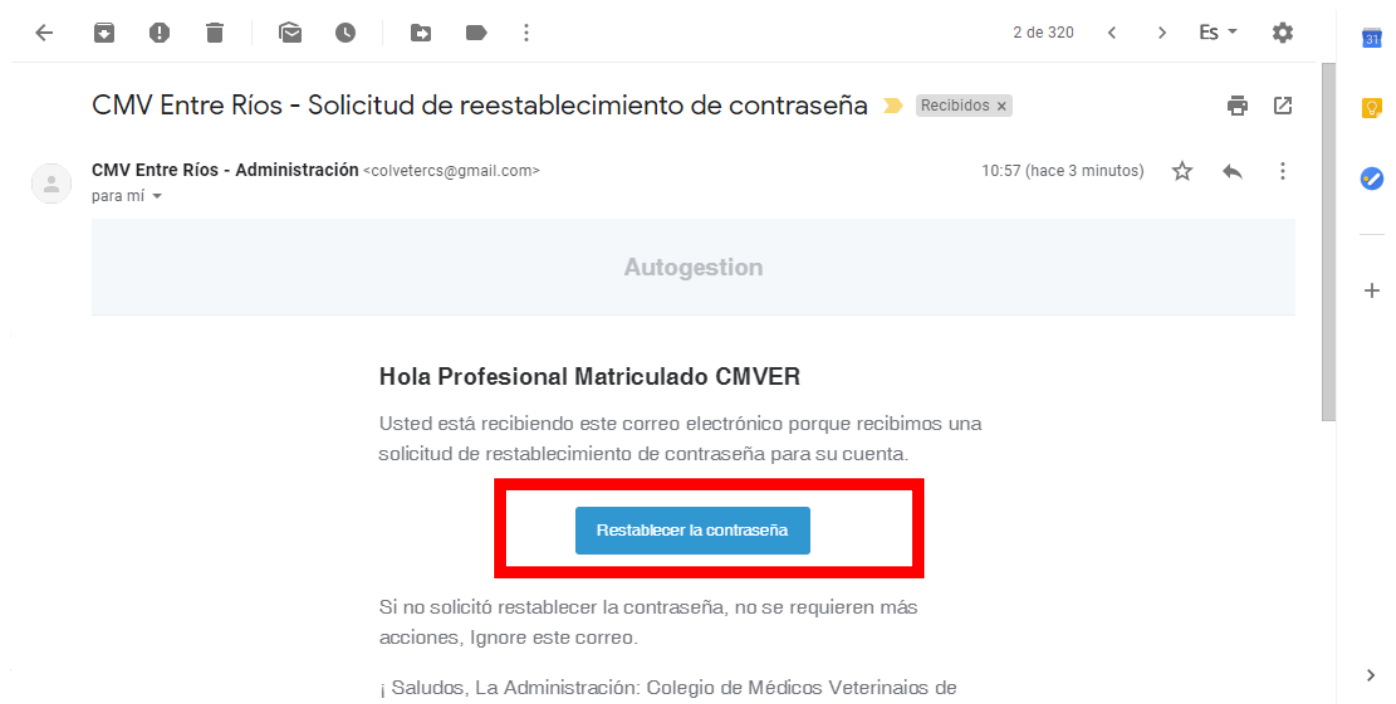 2 de 320
Es
31
CMV Entre Ríos - Solicitud de reestablecimiento de contraseña
Recibidos x
CMV Entre Ríos - Administración <colvetercs@gmail.com>
10:57 (hace 3 minutos)
para mí
Autogestion
Hola Profesional Matriculado CMVER
Usted está recibiendo este correo electrónico porque recibimos una
solicitud de restablecimiento de contraseña para su cuenta.
Restablecer la contraseña
Si no solicitó restablecer la contraseña, no se requieren más
acciones, Ignore este correo.
¡ Saludos, La Administración: Colegio de Médicos Veterinaios de